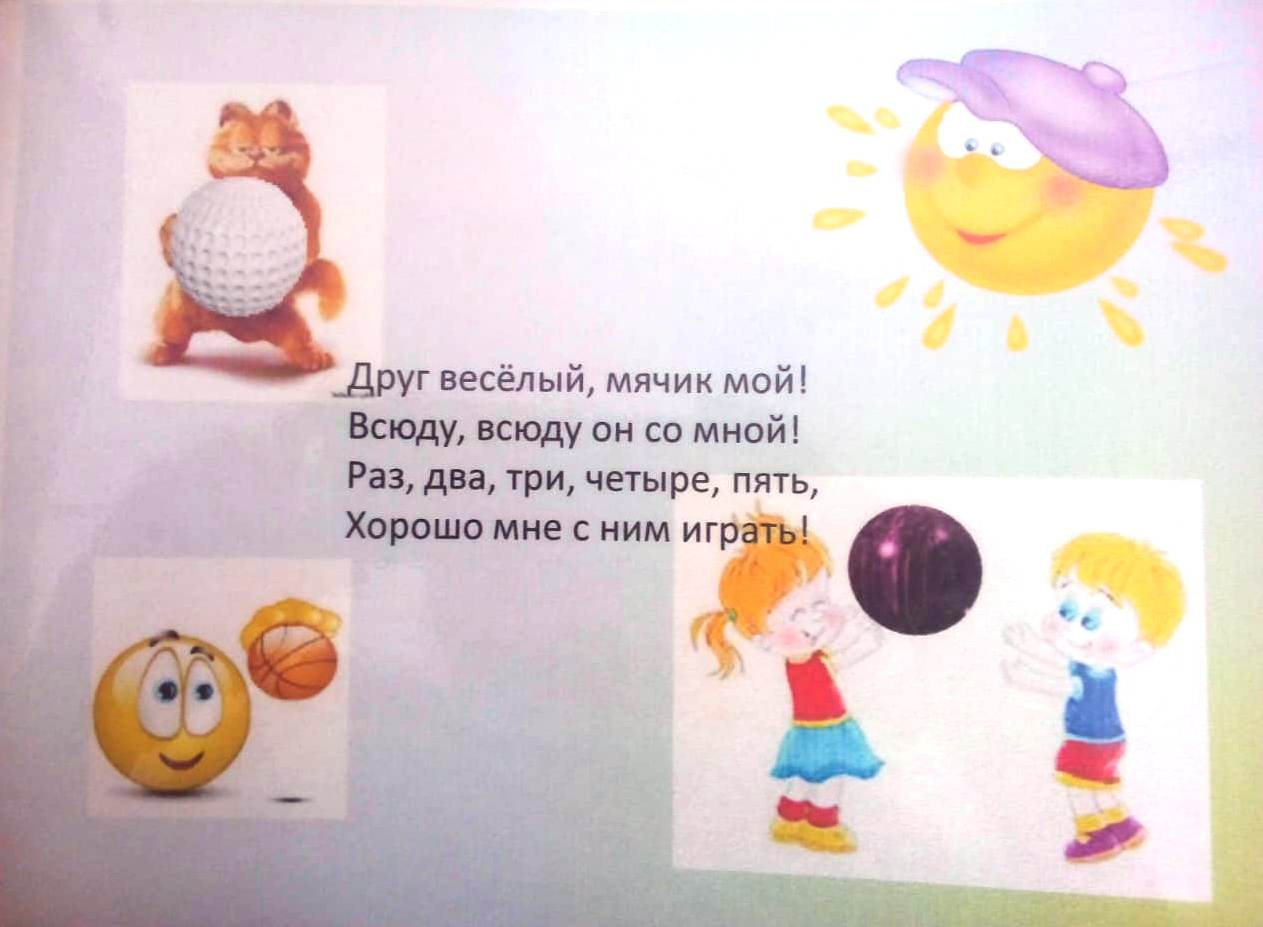 Друг весёлый, мячик мой!
Всюду, всюду он со мной!
Раз, два, три, четыре, пять,
Хорошо мне с ним играть!